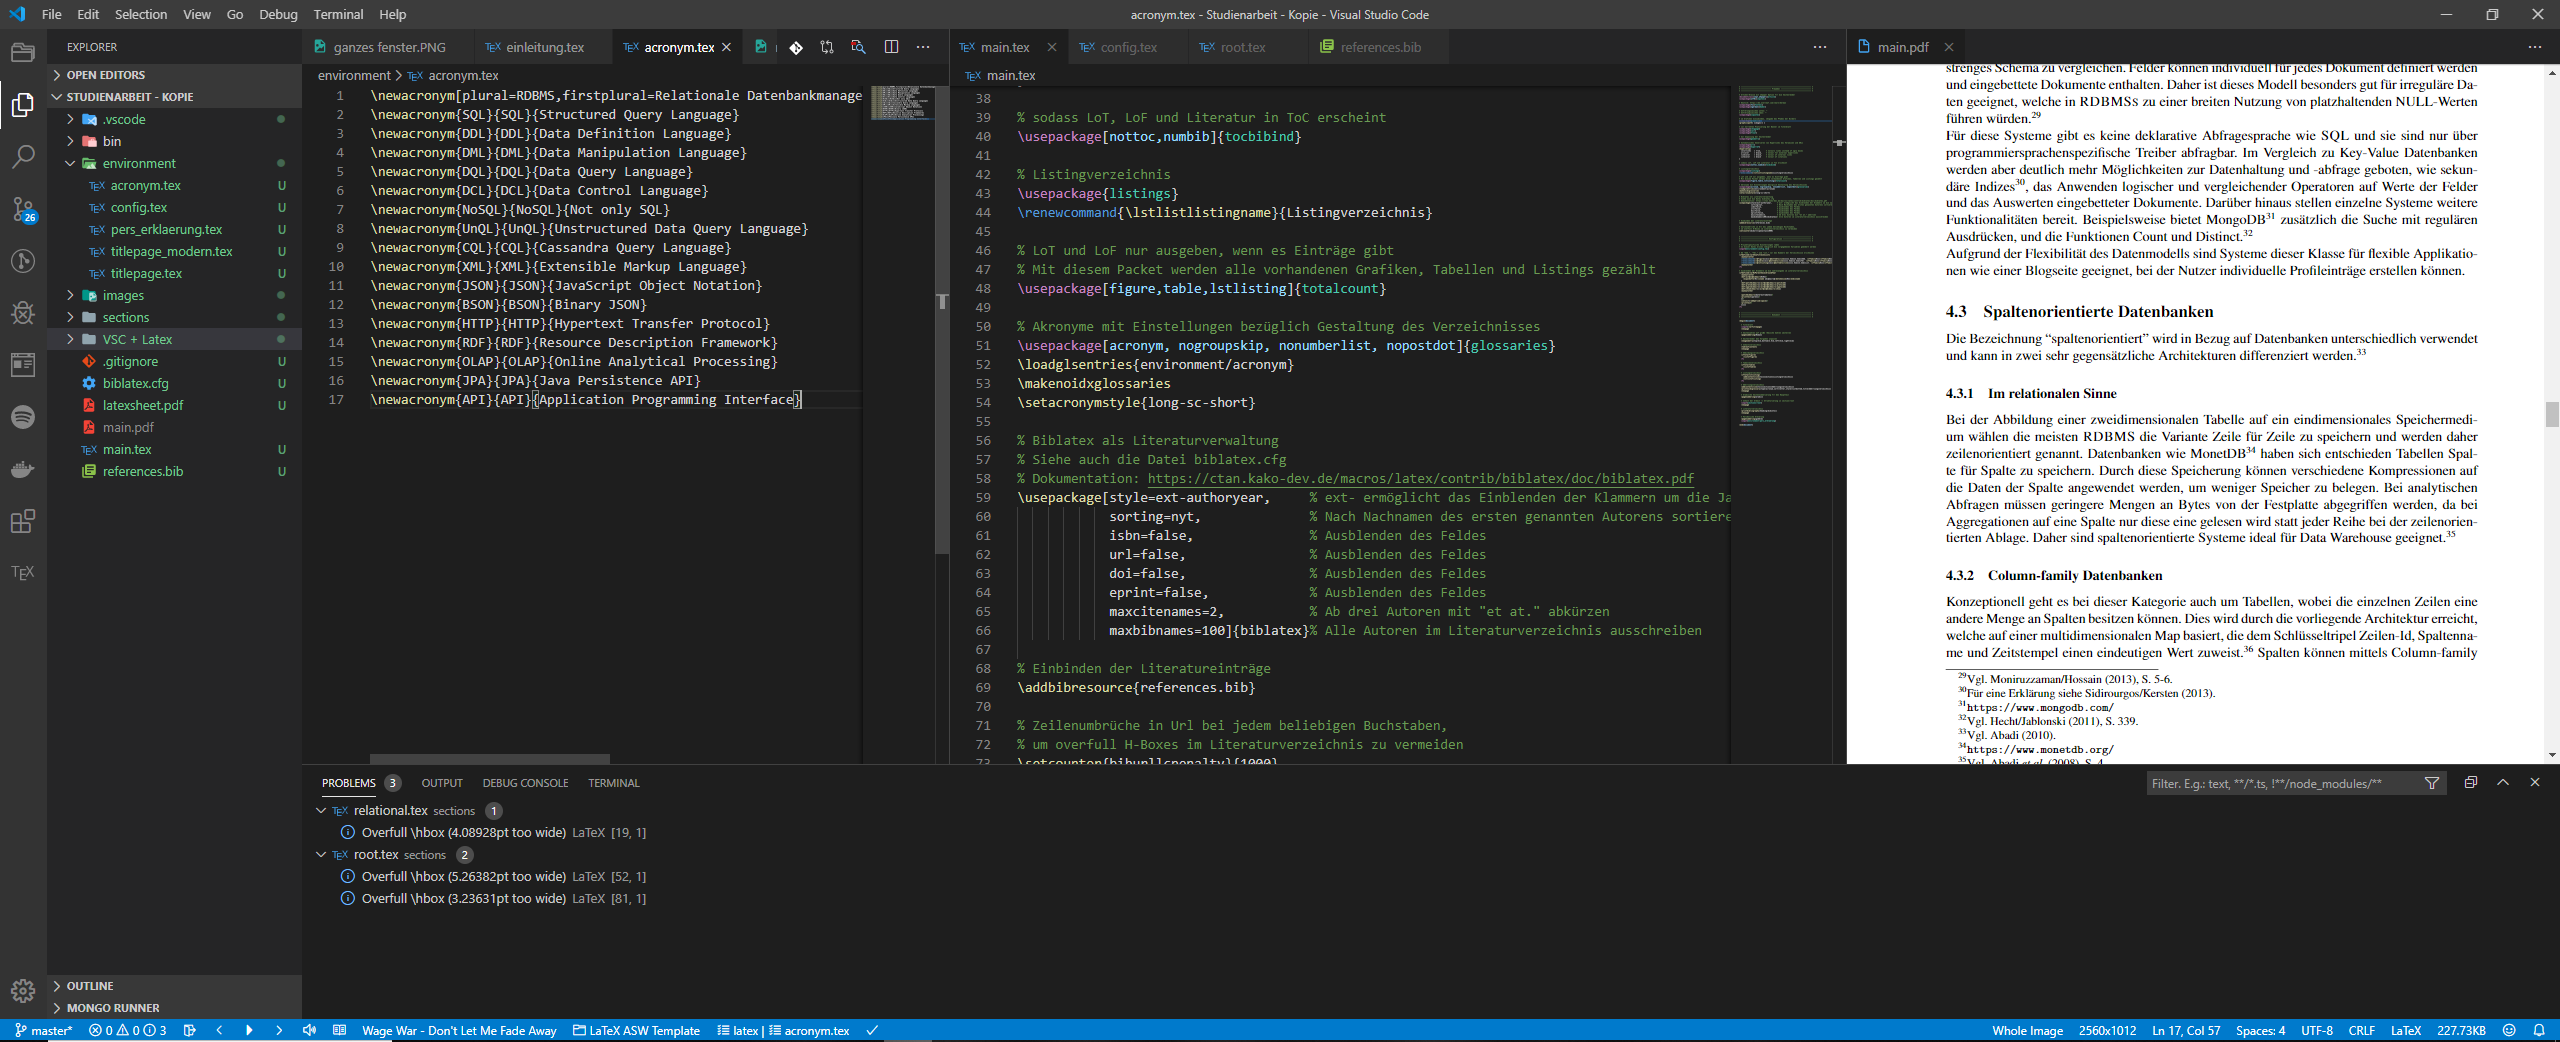 File Edit Selection View Go Debug Terminal Help
acronym.tex - Studienarbeit - Kopie - Visual Studio Code
EXPLORER
OPEN EDITORS
STUDIENARBEIT - KOPIE
.vscode
bin
environment
acronym.tex U
config.tex U
pers_erklaerung.tex U
titlepage_modern.tex U
titlepage.tex U
images
sections
VSC + Latex
.gitignore U
biblatex.cfg U
latexsheet.pdf U
main.pdf
main.tex U
references.bib U
26
OUTLINE
MONGO RUNNER
ganzes fenster.PNG einleitung.tex acronym.tex
environment > acronym.tex
1 \newacronym[plural=RDBMS,firstplural=Relationale Datenbankmanage
2 \newacronym{SQL}{SQL}{Structured Query Language}
3 \newacronym{DDL}{DDL}{Data Definition Language}
4 \newacronym{DML}{DML}{Data Manipulation Language}
5 \newacronym{DQL}{DQL}{Data Query Language}
6 \newacronym{DCL}{DCL}{Data Control Language}
7 \newacronym{NoSQL}{NoSQL}{Not only SQL}
8 \newacronym{UnQL}{UnQL}{Unstructured Data Query Language}
9 \newacronym{CQL}{CQL}{Cassandra Query Language}
10 \newacronym{XML}{XML}{Extensible Markup Language}
11 \newacronym{JSON}{JSON}{JavaScript Object Notation}
12 \newacronym{BSON}{BSON}{Binary JSON}
13 \newacronym{HTTP}{HTTP}{Hypertext Transfer Protocol}
14 \newacronym{RDF}{RDF}{Resource Description Framework}
15 \newacronym{OLAP}{OLAP}{Online Analytical Processing}
16 \newacronym{JPA}{JPA}{Java Persistence API}
17 \newacronym{API}{API}{Application Programming Interface}
main.tex config.tex root.tex references.bib
main.tex
38
39 % sodass LoT, LoF und Literatur in ToC erscheint
40 \usepackage[nottoc,numbib]{tocbibind}
41
42 % Listingverzeichnis
43 \usepackage{listings}
44 \renewcommand{\lstlistlistingname}{Listingverzeichnis}
45
46 % LoT und LoF nur ausgeben, wenn es Einträge gibt
47 % Mit diesem Packet werden alle vorhandenen Grafiken, Tabellen und Listings gezählt
48 \usepackage[figure,table,lstlisting]{totalcount}
49
50 % Akronyme mit Einstellungen bezüglich Gestaltung des Verzeichnisses
51 \usepackage[acronym, nogroupskip, nonumberlist, nopostdot]{glossaries}
52 \loadglsentries{environment/acronym}
53 \makenoidxglossaries
54 \setacronymstyle{long-sc-short}
55
56 % Biblatex als Literaturverwaltung
57 % Siehe auch die Datei biblatex.cfg
58 % Dokumentation: https://ctan.kako-dev.de/macros/latex/contrib/biblatex/doc/biblatex.pdf
59 \usepackage[style=ext-authoryear, % ext- ermöglicht das Einblenden der Klammern um die Ja
60 sorting=nyt, % Nach Nachnamen des ersten genannten Autorens sortiere
61 isbn=false, % Ausblenden des Feldes
62 url=false, % Ausblenden des Feldes
63 doi=false, % Ausblenden des Feldes
64 eprint=false, % Ausblenden des Feldes
65 maxcitenames=2, % Ab drei Autoren mit "et at." abkürzen
66 maxbibnames=100]{biblatex}% Alle Autoren im Literaturverzeichnis ausschreiben
67
68 % Einbinden der Literatureinträge
69 \addbibresource{references.bib}
70
71 % Zeilenumbrüche in Url bei jedem beliebigen Buchstaben,
72 % um overfull H-Boxes im Literaturverzeichnis zu vermeiden
73 \setcounter{biburllcpenalty}{1000}
main.pdf
strenges Schema zu vergleichen. Felder können individuell für jedes Dokument definiert werden
und eingebettete Dokumente enthalten. Daher ist dieses Modell besonders gut für irreguläre Da-
ten geeignet, welche in RDBMSs zu einer breiten Nutzung von platzhaltenden NULL-Werten
führen würden.29
Für diese Systeme gibt es keine deklarative Abfragesprache wie SQL und sie sind nur über
programmiersprachenspezifische Treiber abfragbar. Im Vergleich zu Key-Value Datenbanken
werden aber deutlich mehr Möglichkeiten zur Datenhaltung und -abfrage geboten, wie sekun-
däre Indizes30, das Anwenden logischer und vergleichender Operatoren auf Werte der Felder
und das Auswerten eingebetteter Dokumente. Darüber hinaus stellen einzelne Systeme weitere
Funktionalitäten bereit. Beispielsweise bietet MongoDB31 zusätzlich die Suche mit regulären
Ausdrücken, und die Funktionen Count und Distinct.32
Aufgrund der Flexibilität des Datenmodells sind Systeme dieser Klasse für flexible Applikatio-
nen wie einer Blogseite geeignet, bei der Nutzer individuelle Profileinträge erstellen können.
4.3 Spaltenorientierte Datenbanken
Die Bezeichnung “spaltenorientiert” wird in Bezug auf Datenbanken unterschiedlich verwendet
und kann in zwei sehr gegensätzliche Architekturen differenziert werden.33
4.3.1 Im relationalen Sinne
Bei der Abbildung einer zweidimensionalen Tabelle auf ein eindimensionales Speichermedi-
um wählen die meisten RDBMS die Variante Zeile für Zeile zu speichern und werden daher
zeilenorientiert genannt. Datenbanken wie MonetDB34 haben sich entschieden Tabellen Spal-
te für Spalte zu speichern. Durch diese Speicherung können verschiedene Kompressionen auf
die Daten der Spalte angewendet werden, um weniger Speicher zu belegen. Bei analytischen
Abfragen müssen geringere Mengen an Bytes von der Festplatte abgegriffen werden, da bei
Aggregationen auf eine Spalte nur diese eine gelesen wird statt jeder Reihe bei der zeilenorien-
tierten Ablage. Daher sind spaltenorientierte Systeme ideal für Data Warehouse geeignet.35
4.3.2 Column-family Datenbanken
Konzeptionell geht es bei dieser Kategorie auch um Tabellen, wobei die einzelnen Zeilen eine
andere Menge an Spalten besitzen können. Dies wird durch die vorliegende Architektur erreicht,
welche auf einer multidimensionalen Map basiert, die dem Schlüsseltripel Zeilen-Id, Spaltenna-
me und Zeitstempel einen eindeutigen Wert zuweist.36 Spalten können mittels Column-family
29Vgl. Moniruzzaman/Hossain (2013), S. 5-6.
30Für eine Erklärung siehe Sidirourgos/Kersten (2013).
31https://www.mongodb.com/
32Vgl. Hecht/Jablonski (2011), S. 339.
33Vgl. Abadi (2010).
34https://www.monetdb.org/
35Vgl. Abadi et al. (2008), S. 4.
PROBLEMS 3 OUTPUT DEBUG CONSOLE TERMINAL
Filter. E.g.: text, **/*.ts, !**/node_modules/**
relational.tex sections 1
Overfull \hbox (4.08928pt too wide) LaTeX [19, 1]
root.tex sections 2
Overfull \hbox (5.26382pt too wide) LaTeX [52, 1]
Overfull \hbox (3.23631pt too wide) LaTeX [81, 1]
master* 0 0 3 Wage War - Don't Let Me Fade Away LaTeX ASW Template latex | acronym.tex
Whole Image 2560x1012 Ln 17, Col 57 Spaces: 4 UTF-8 CRLF LaTeX 227.73KB